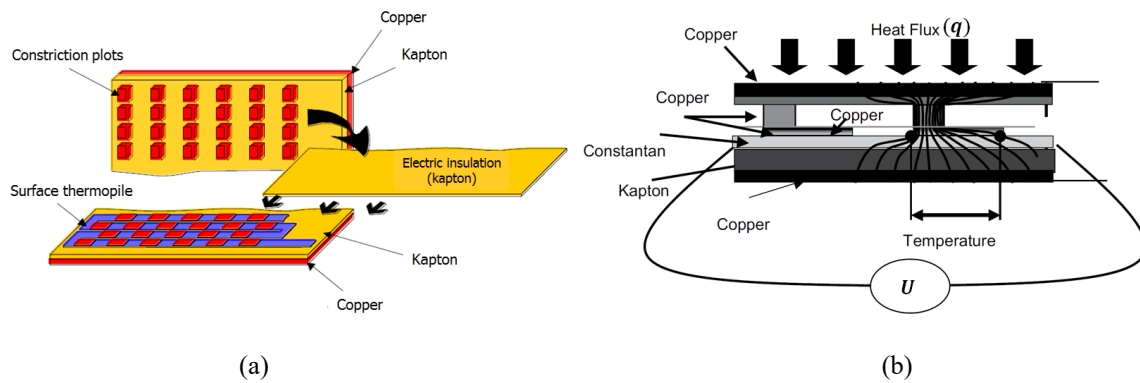 Copper
Kapton
Constriction plots
Electric insulation
(kapton)
Surface thermopile
Kapton
Copper
(a)
Heat Flux (q)
Copper
Copper
Copper
Constantan
Kapton
Copper
Temperature
U
(b)